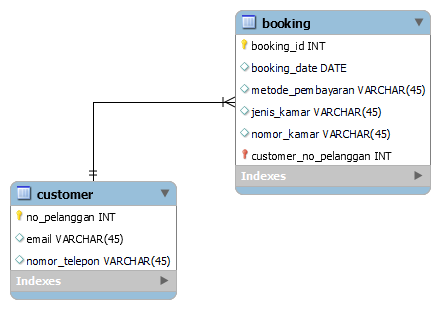 booking
booking_id INT
booking_date DATE
metode_pembayaran VARCHAR(45)
jenis_kamar VARCHAR(45)
nomor_kamar VARCHAR(45)
customer_no_pelanggan INT
Indexes
customer
no_pelanggan INT
email VARCHAR(45)
nomor_telepon VARCHAR(45)
Indexes